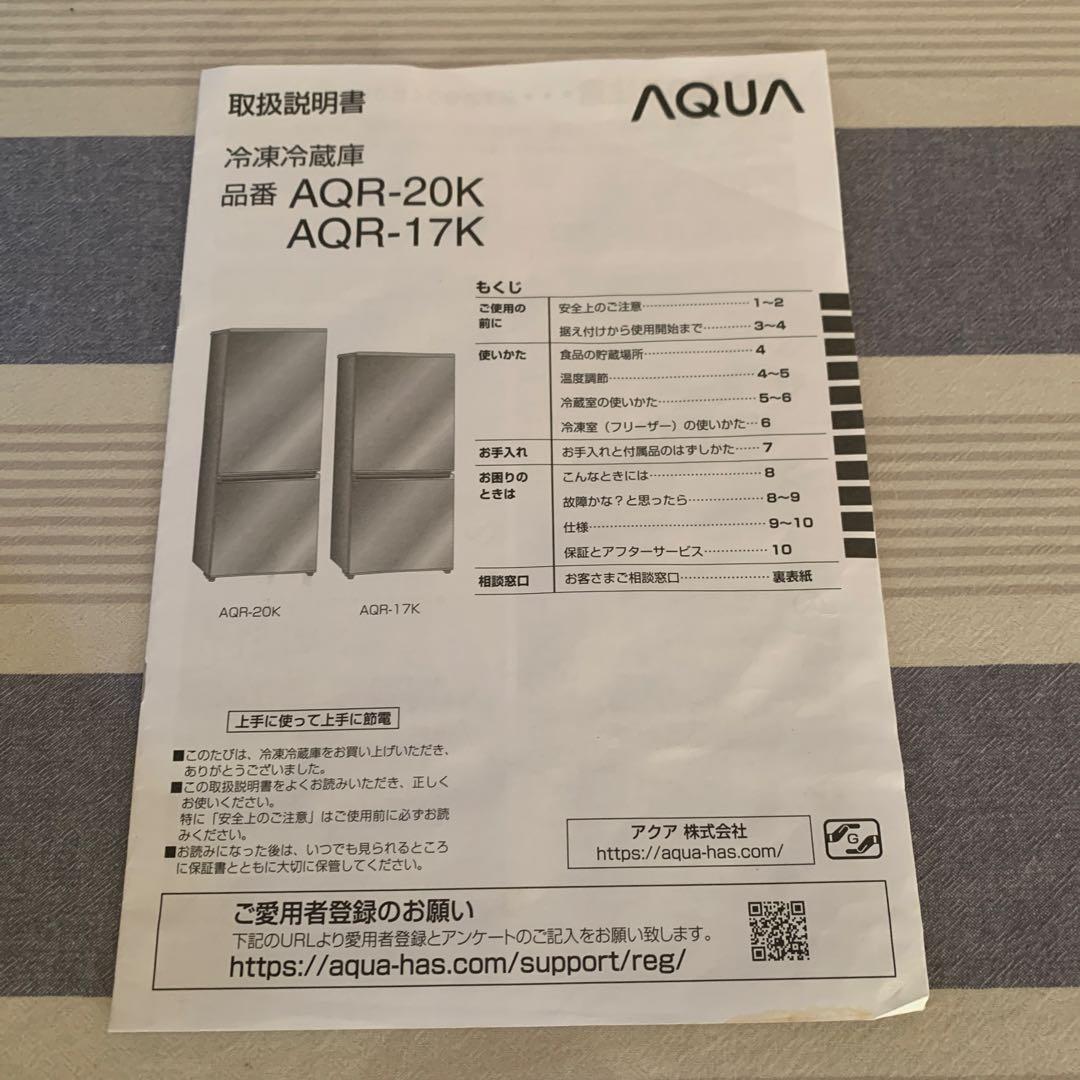 取扱説明書
AQUA
冷凍冷蔵庫
品番 AQR-20K
AQR-17K
もくじ
ご使用の前に
安全上のご注意 1〜2
据え付けから使用開始まで 3〜4
使いかた
食品の貯蔵場所 4
温度調節 4〜5
冷蔵室の使いかた 5〜6
冷凍室（フリーザー）の使いかた 6
お手入れ
お手入れと付属品のはずしかた 7
お困りのときは
こんなときには 8
故障かな？と思ったら 8〜9
仕様 9〜10
保証とアフターサービス 10
相談窓口
お客さまご相談窓口 裏表紙
AQR-20K
AQR-17K
上手に使って上手に節電
■このたびは、冷凍冷蔵庫をお買い上げいただき、
ありがとうございました。
■この取扱説明書をよくお読みいただき、正しく
お使いください。
特に「安全上のご注意」はご使用前に必ずお読
みください。
■お読みになった後は、いつでも見られるところ
に保証書とともに大切に保管してください。
アクア 株式会社
https://aqua-has.com/
G
ご愛用者登録のお願い
下記のURLより愛用者登録とアンケートのご記入をお願い致します。
https://aqua-has.com/support/reg/